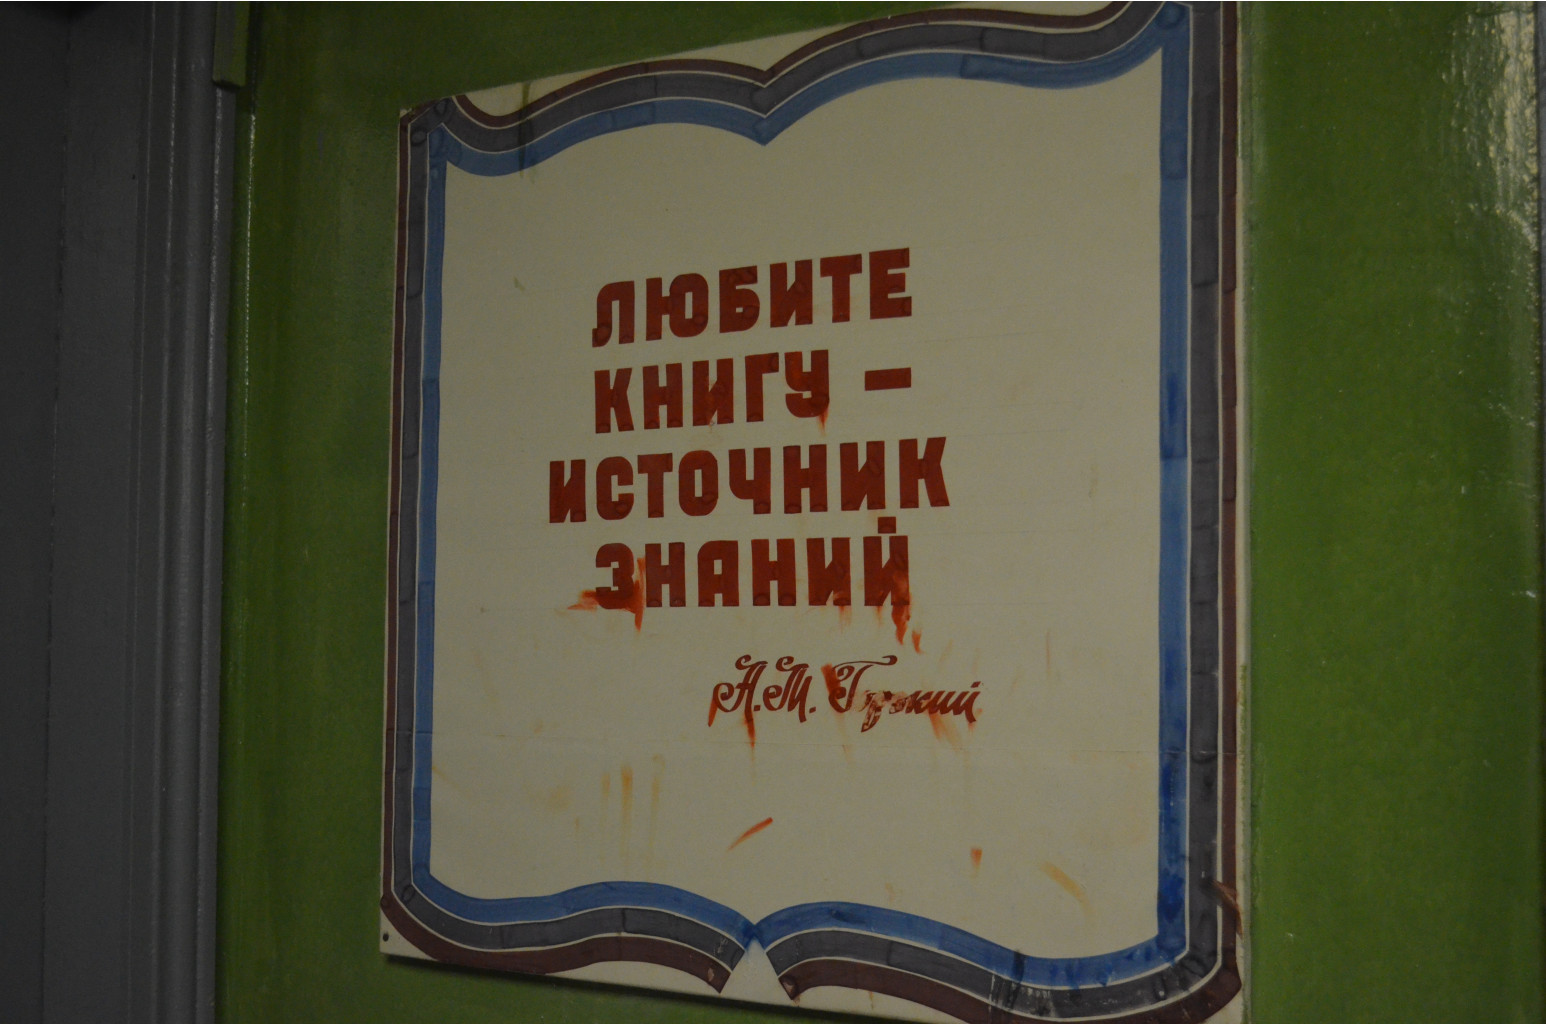 ЛЮБИТЕ
КНИГУ –
ИСТОЧНИК
ЗНАНИЙ
А.М. Горький